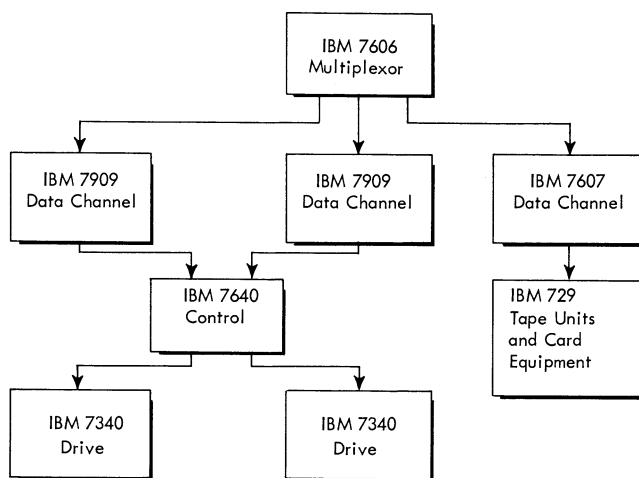 IBM 7606
Multiplexor
IBM 7909
Data Channel
IBM 7909
Data Channel
IBM 7607
Data Channel
IBM 7640
Control
IBM 729
Tape Units
and Card
Equipment
IBM 7340
Drive
IBM 7340
Drive